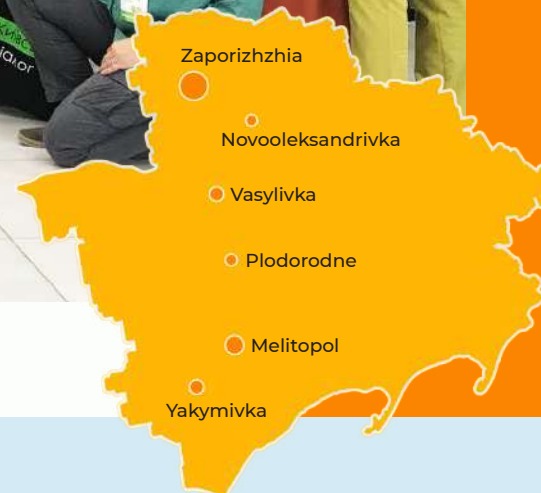 Zaporizhzhia
Novooleksandrivka
Vasylivka
Plodorodne
Melitopol
Yakymivka